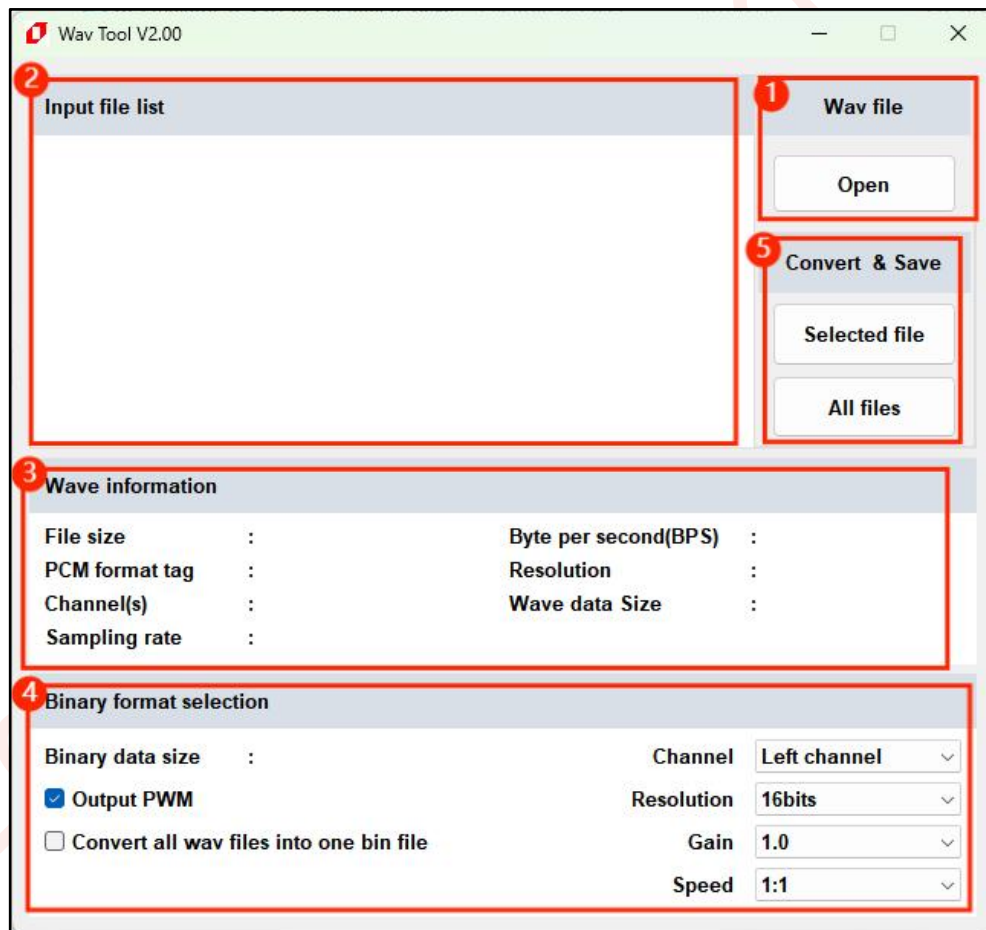 Wav Tool V2.00
2
Input file list
1
Wav file
Open
5
Convert & Save
Selected file
All files
3
Wave information
File size :
Byte per second(BPS) :
PCM format tag :
Resolution :
Channel(s) :
Wave data Size :
Sampling rate :
4
Binary format selection
Binary data size :
Channel Left channel
Output PWM
Resolution 16bits
Convert all wav files into one bin file
Gain 1.0
Speed 1:1